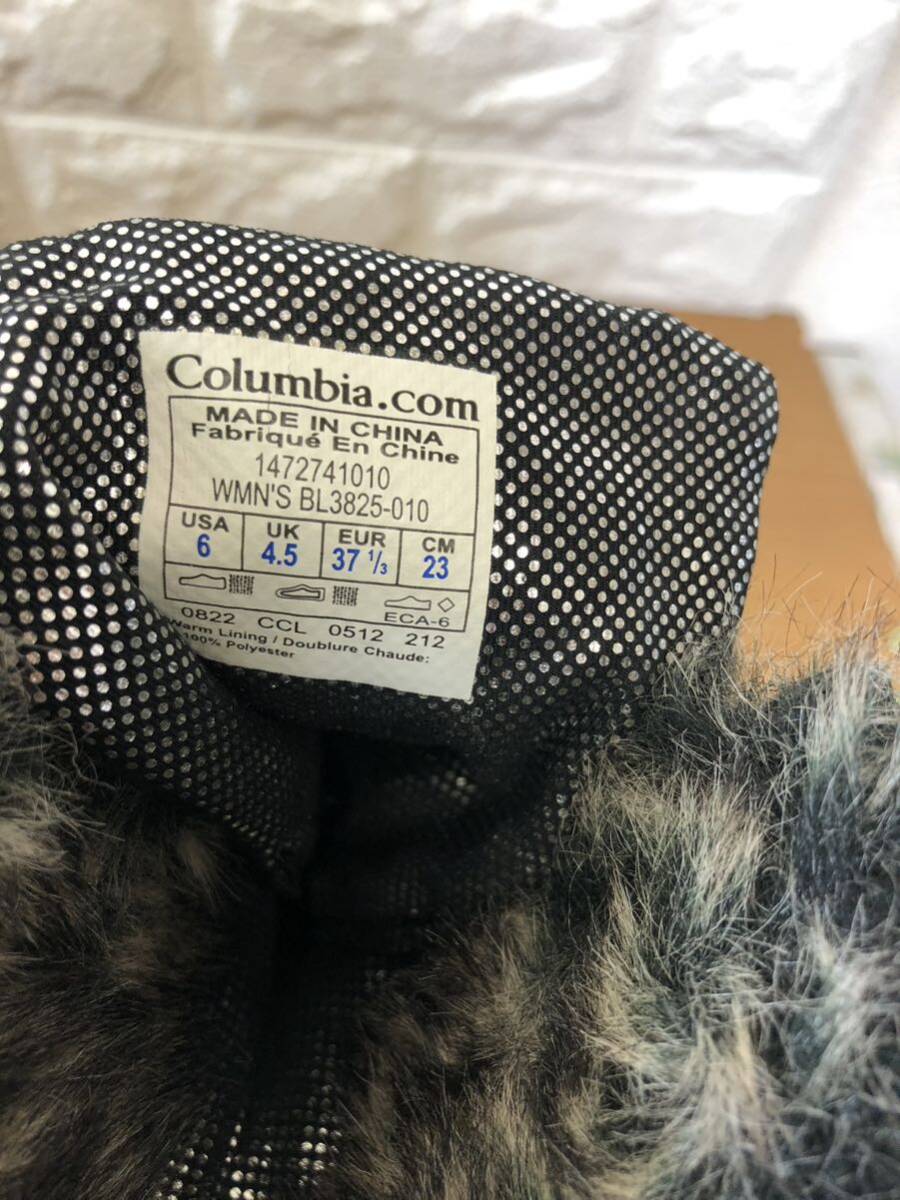 Columbia.com
MADE IN CHINA
Fabriqué En Chine
1472741010
WMN'S BL3825-010
USA UK EUR CM
6 4.5 37 1/3 23
ECA-6
0822 CCL 0512 212
Warm Lining / Doublure Chaude:
100% Polyester